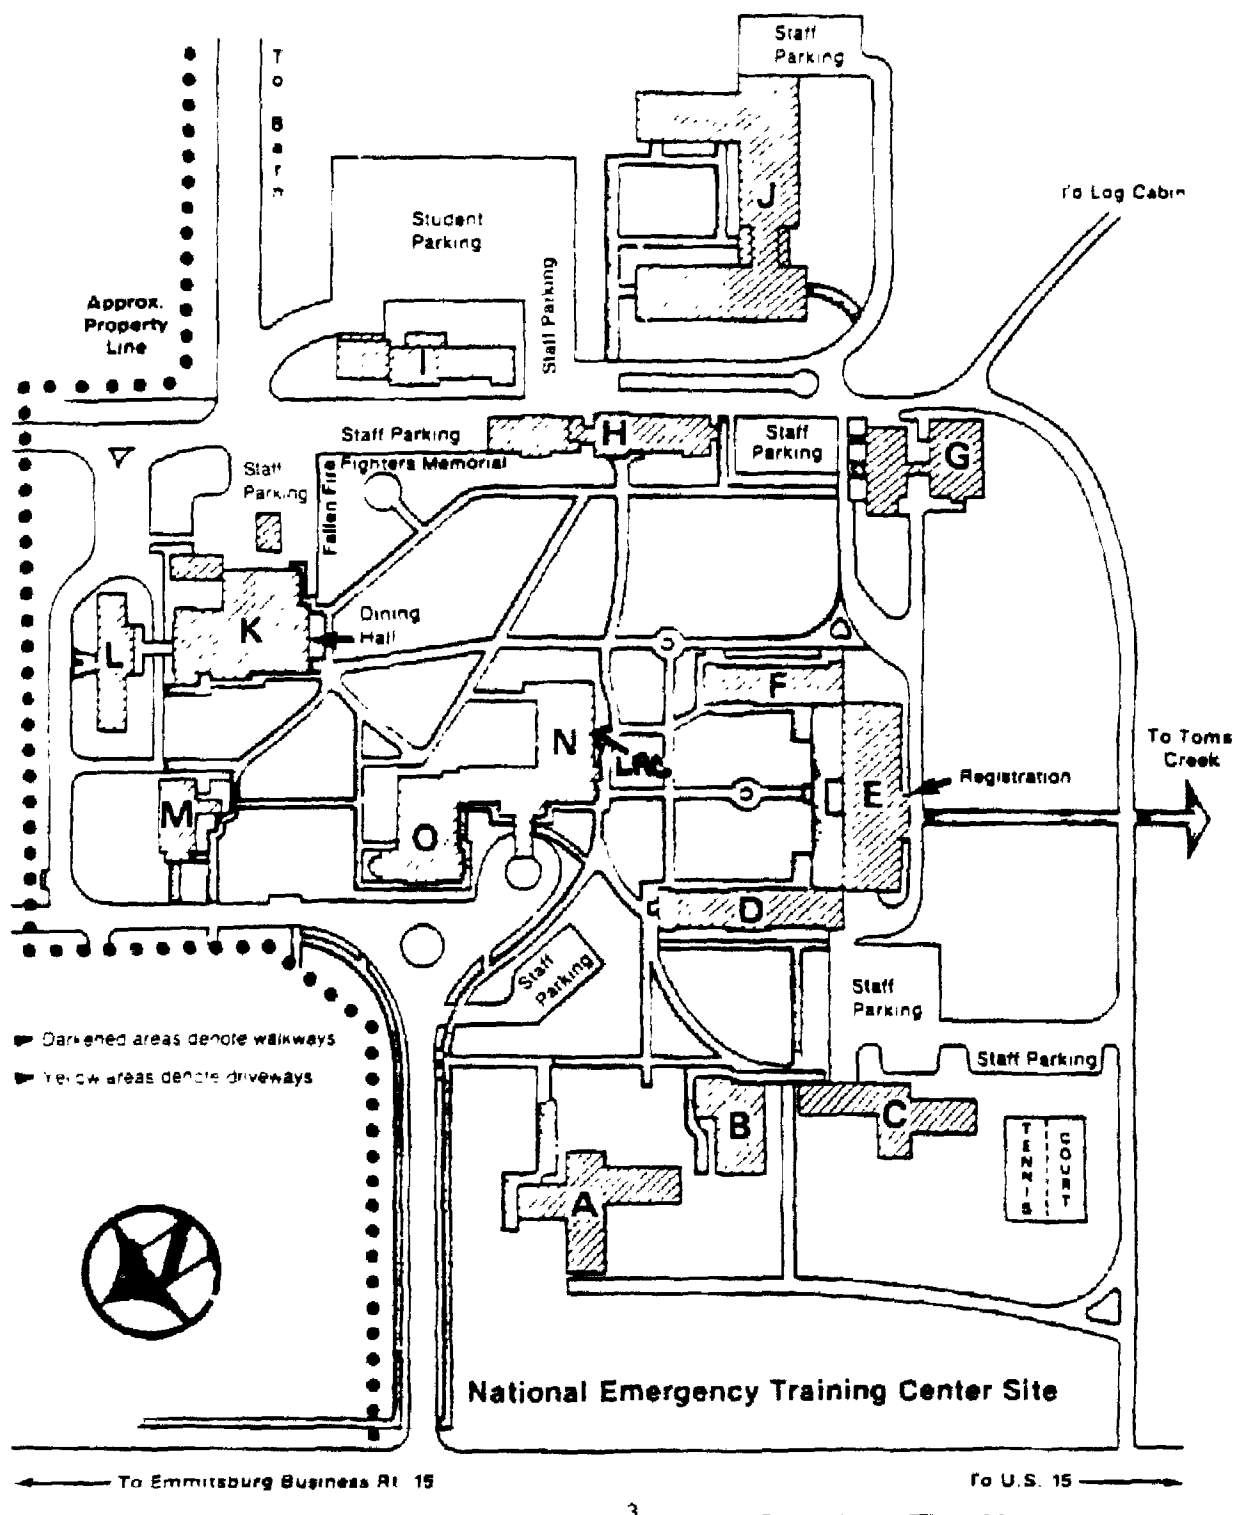 Staff
Parking
To Barn
To Log Cabin
J
Student
Parking
Staff Parking
Approx.
Property
Line
I
Staff Parking
H
Staff
Parking
G
Fighters Memorial
Fallen Fire
Staff
Parking
K
Dining
Hall
L
F
N
LRC
To Toms
Creek
Registration
E
M
O
D
Staff
Parking
Staff
Parking
Darkened areas denote walkways
Yellow areas denote driveways
Staff Parking
B
C
TENNIS
COURT
A
National Emergency Training Center Site
To Emmitsburg Business Rt 15
To U.S. 15
3